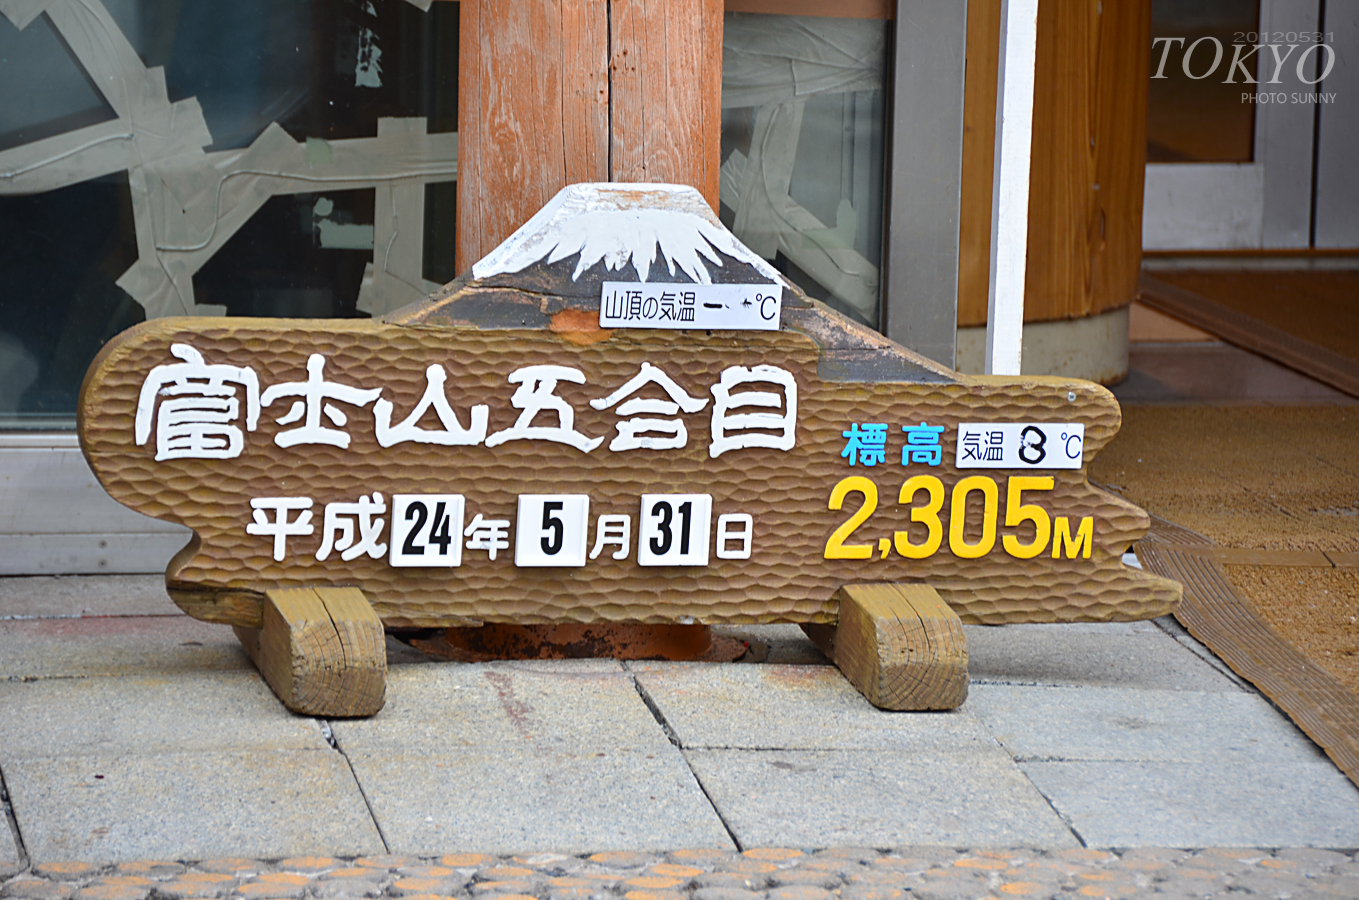 20120531
TOKYO
PHOTO SUNNY
山頂の気温 - ℃
富士山五合目
標高 気温 8 ℃
平成24年5月31日
2,305M